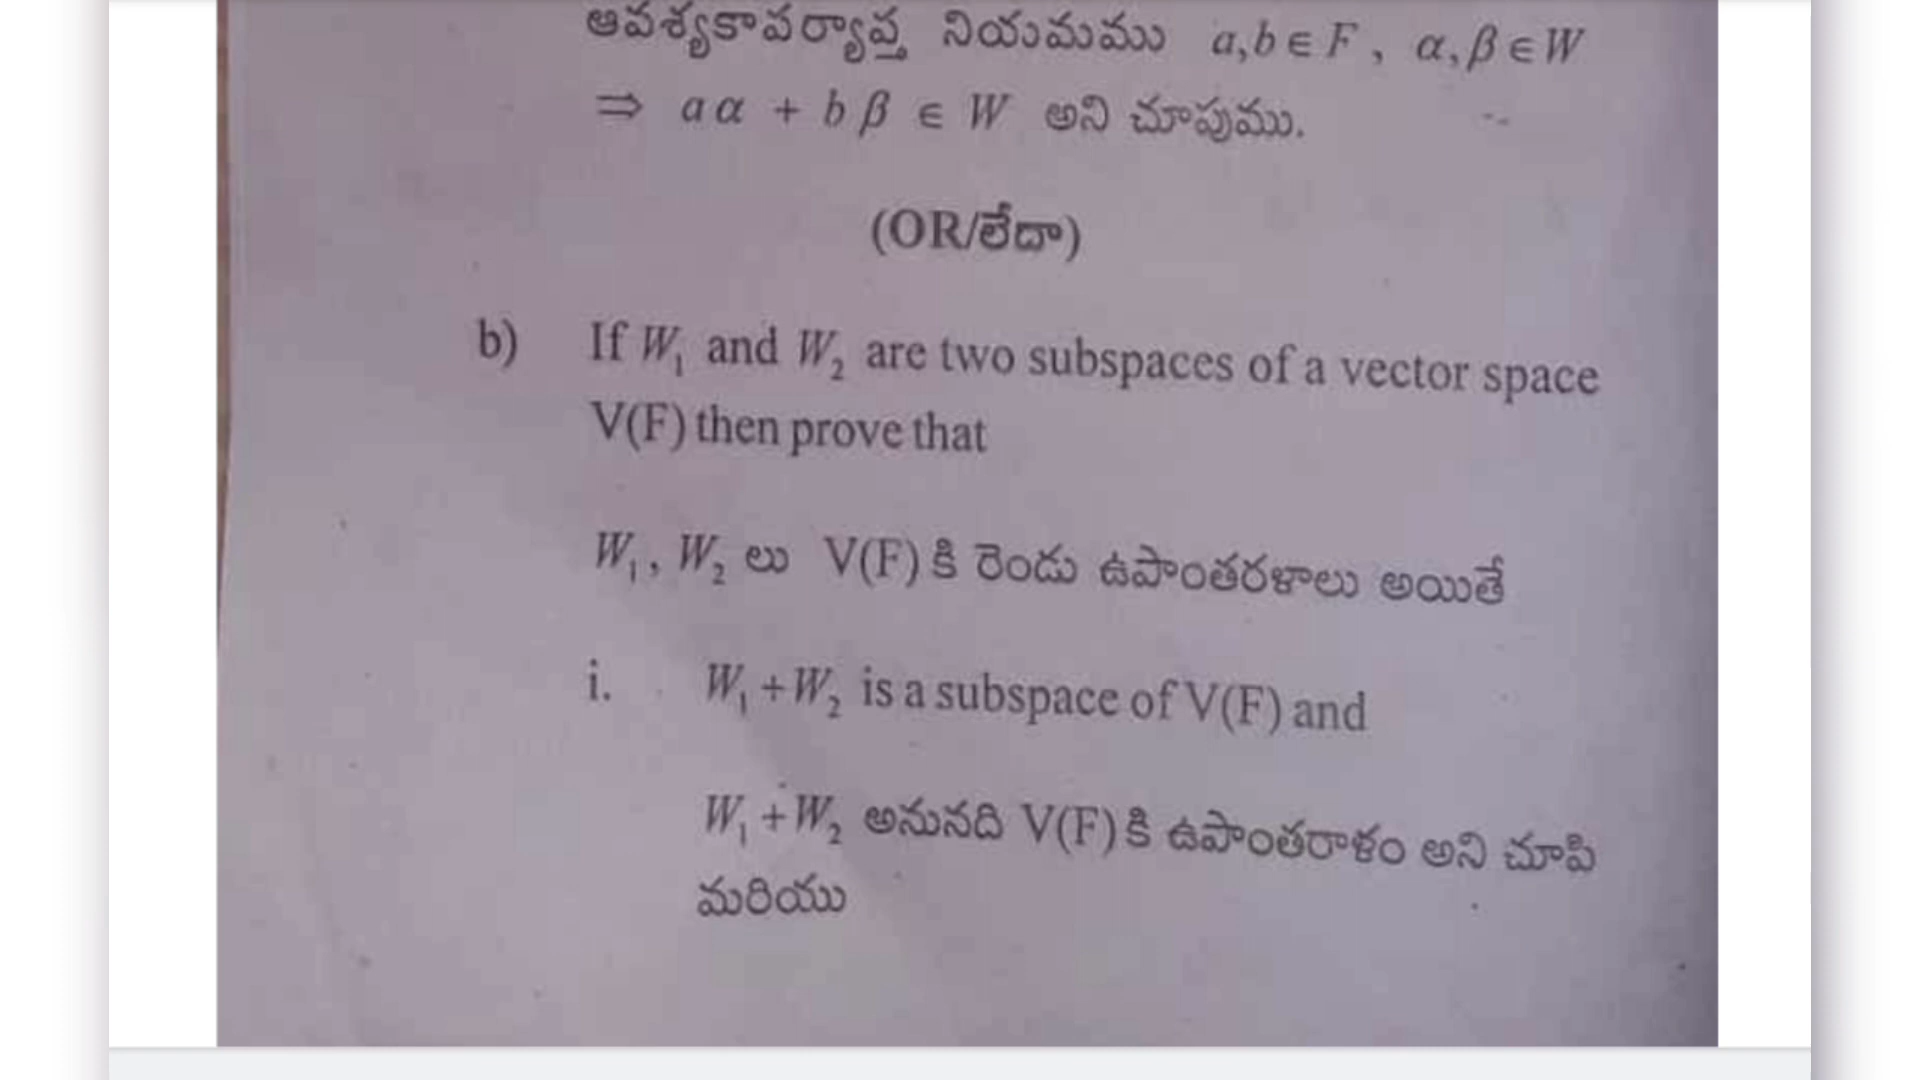 ఆవశ్యకాపర్యాప్త నియమము a,b ∈ F , α,β ∈ W
⇒ aα + bβ ∈ W అని చూపుము.
(OR/లేదా)
b) If W₁ and W₂ are two subspaces of a vector space
V(F) then prove that
W₁, W₂ లు V(F) కి రెండు ఉపాంతరళాలు అయితే
i. W₁ + W₂ is a subspace of V(F) and
W₁ + W₂ అనునది V(F) కి ఉపాంతరాళం అని చూపి
మరియు